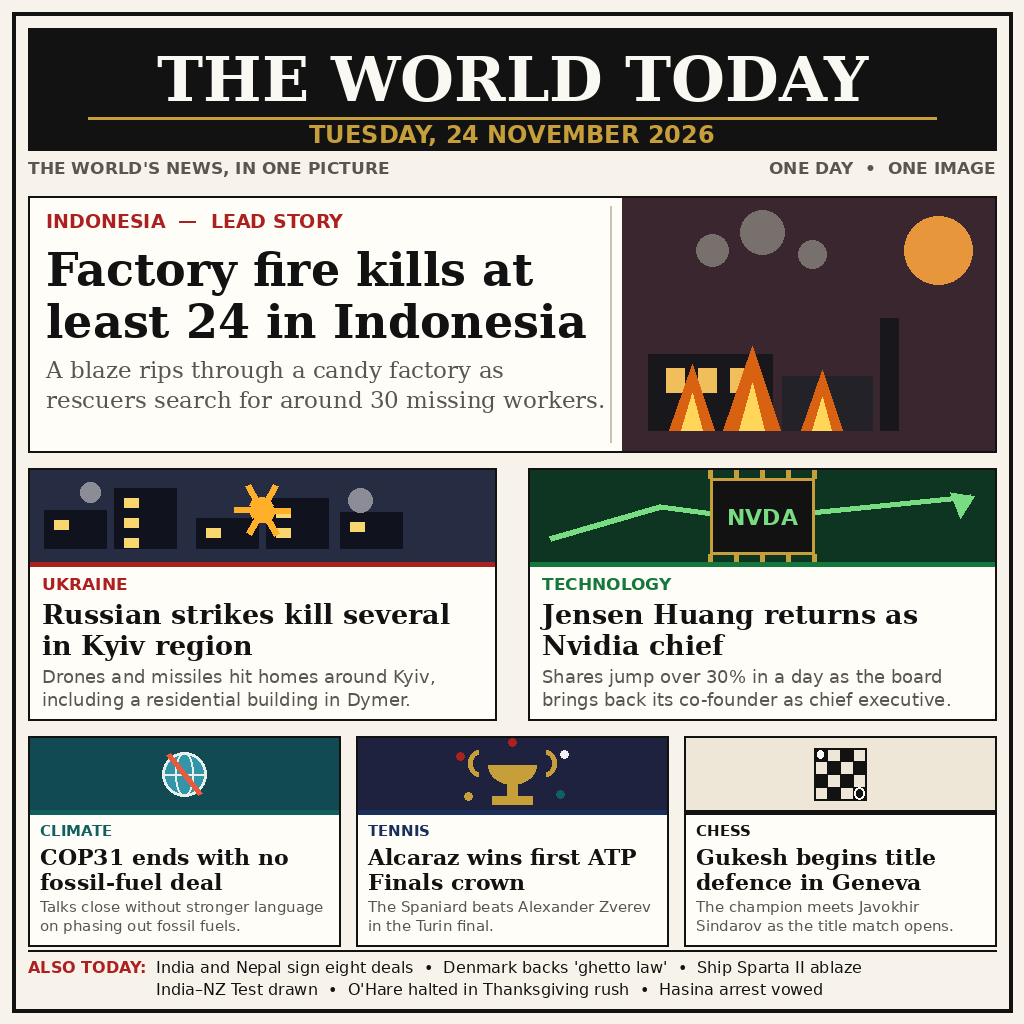 THE WORLD TODAY
TUESDAY, 24 NOVEMBER 2026
THE WORLD'S NEWS, IN ONE PICTURE
ONE DAY • ONE IMAGE
INDONESIA — LEAD STORY
Factory fire kills at
least 24 in Indonesia
A blaze rips through a candy factory as
rescuers search for around 30 missing workers.
UKRAINE
Russian strikes kill several
in Kyiv region
Drones and missiles hit homes around Kyiv,
including a residential building in Dymer.
NVDA
TECHNOLOGY
Jensen Huang returns as
Nvidia chief
Shares jump over 30% in a day as the board
brings back its co-founder as chief executive.
CLIMATE
COP31 ends with no
fossil-fuel deal
Talks close without stronger language
on phasing out fossil fuels.
TENNIS
Alcaraz wins first ATP
Finals crown
The Spaniard beats Alexander Zverev
in the Turin final.
CHESS
Gukesh begins title
defence in Geneva
The champion meets Javokhir
Sindarov as the title match opens.
ALSO TODAY: India and Nepal sign eight deals • Denmark backs 'ghetto law' • Ship Sparta II ablaze
India–NZ Test drawn • O'Hare halted in Thanksgiving rush • Hasina arrest vowed